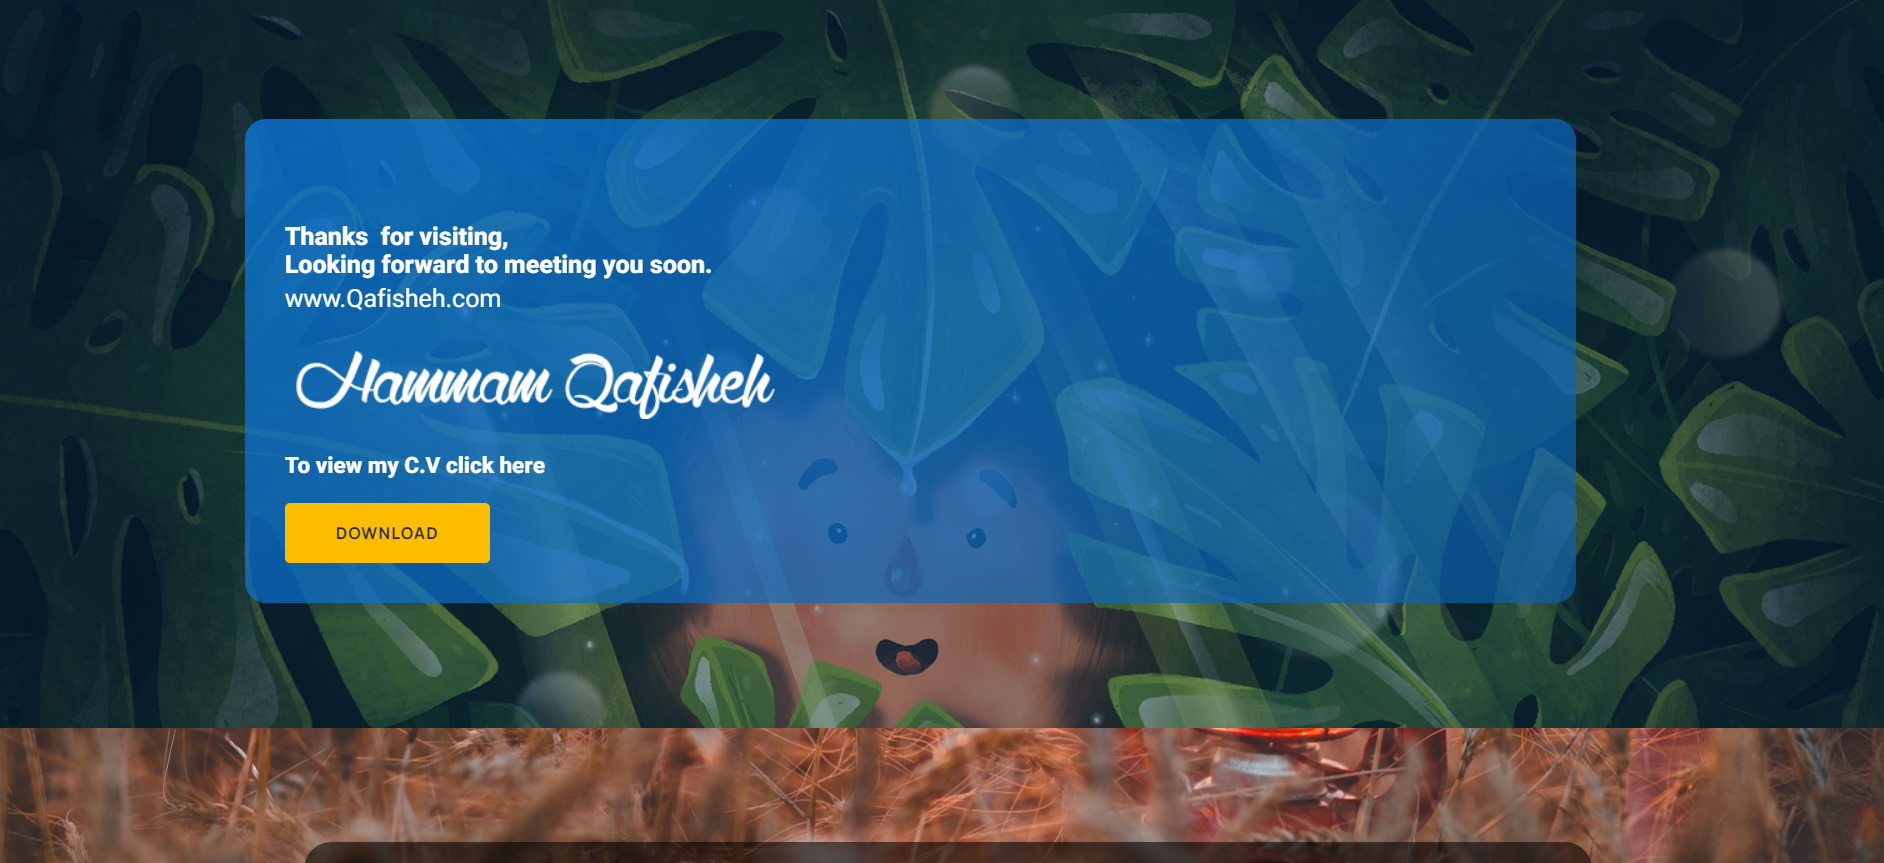 Thanks  for visiting,
Looking forward to meeting you soon.
www.Qafisheh.com
Hammam Qafisheh
To view my C.V click here
DOWNLOAD